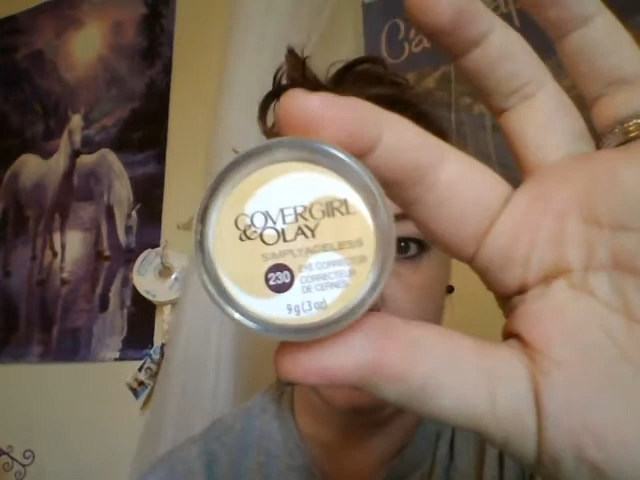 COVERGIRL
& OLAY
SIMPLY AGELESS
230
EYE CORRECTOR
CORRECTEUR
DE CERNES
9 g (.3 oz)